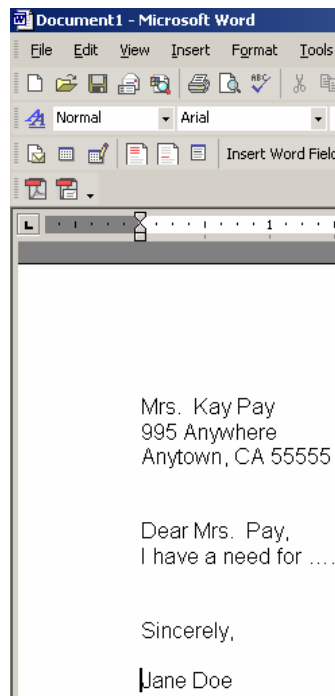 Document1 - Microsoft Word
File Edit View Insert Format Tools
ABC
Normal Arial
Insert Word Field
L 1
Mrs.  Kay Pay
995 Anywhere
Anytown, CA 55555
Dear Mrs.  Pay,
I have a need for ....
Sincerely,
Jane Doe